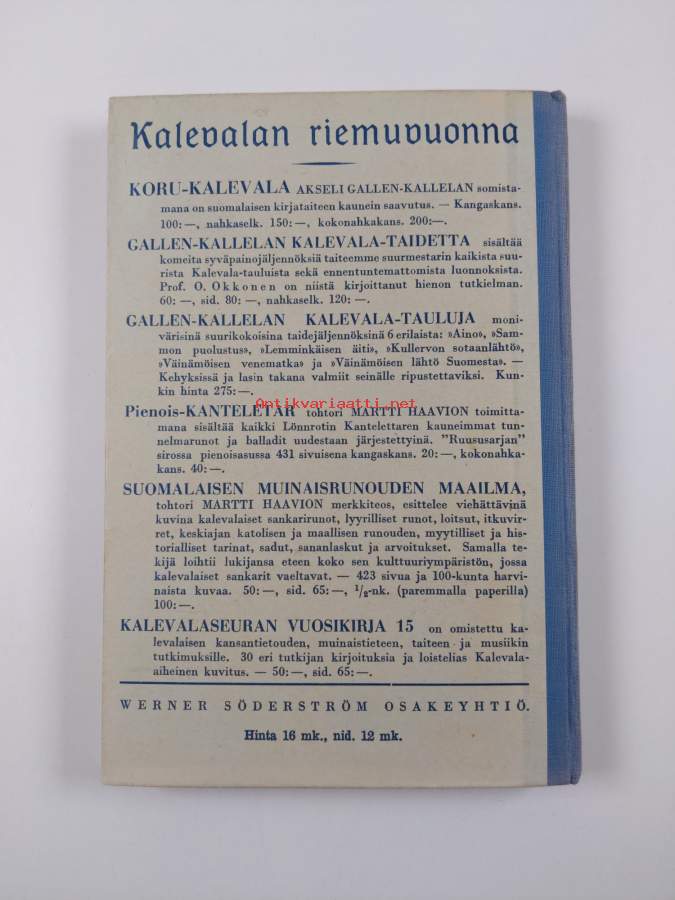 Kalevalan riemuvuonna
KORU-KALEVALA AKSELI GALLEN-KALLELAN somista-
mana on suomalaisen kirjataiteen kaunein saavutus. — Kangaskans.
100: —, nahkaselk. 150: —, kokonahkakans. 200:—.
GALLEN-KALLELAN KALEVALA-TAIDETTA sisältää
komeita syväpainojäljennöksiä taiteemme suurmestarin kaikista suu-
rista Kalevala-tauluista sekä ennentuntemattomista luonnoksista.
Prof. O. Okkonen on niistä kirjoittanut hienon tutkielman.
60: —, sid. 80: —, nahkaselk. 120: —.
GALLEN-KALLELAN KALEVALA-TAULUJA moni-
värisinä suurikokoisina taidejäljennöksinä 6 erilaista: »Aino», »Sam-
mon puolustus», »Lemminkäisen äiti», »Kullervon sotaanlähtö»,
»Väinämöisen venematka» ja »Väinämöisen lähtö Suomesta». —
Kehyksissä ja lasin takana valmiit seinälle ripustettaviksi. Kun-
kin hinta 275: —.
Antikvariaatti.net
Pienois-KANTELETAR tohtori MARTTI HAAVION toimitta-
mana sisältää kaikki Lönnrotin Kantelettaren kauneimmat tun-
nelmarunot ja balladit uudestaan järjestettyinä. "Ruususarjan"
sirossa pienoisasussa 431 sivuisena kangaskans. 20: —, kokonahka-
kans. 40: —.
SUOMALAISEN MUINAISRUNOUDEN MAAILMA,
tohtori MARTTI HAAVION merkkiteos, esittelee viehättävinä
kuvina kalevalaiset sankarirunot, lyyrilliset runot, loitsut, itkuvir-
ret, keskiajan katolisen ja maallisen runouden, myytilliset ja his-
torialliset tarinat, sadut, sananlaskut ja arvoitukset. Samalla te-
kijä loihtii lukijansa eteen koko sen kulttuuriympäristön, jossa
kalevalaiset sankarit vaeltavat. — 423 sivua ja 100-kunta harvi-
naista kuvaa. 50: —, sid. 65: —, 1/2-nk. (paremmalla paperilla)
100: —.
KALEVALASEURAN VUOSIKIRJA 15 on omistettu ka-
levalaisen kansantietouden, muinaistieteen, taiteen ja musiikin
tutkimuksille. 30 eri tutkijan kirjoituksia ja loistelias Kalevala-
aiheinen kuvitus. — 50: —, sid. 65: —.
WERNER SÖDERSTRÖM OSAKEYHTIÖ.
Hinta 16 mk., nid. 12 mk.